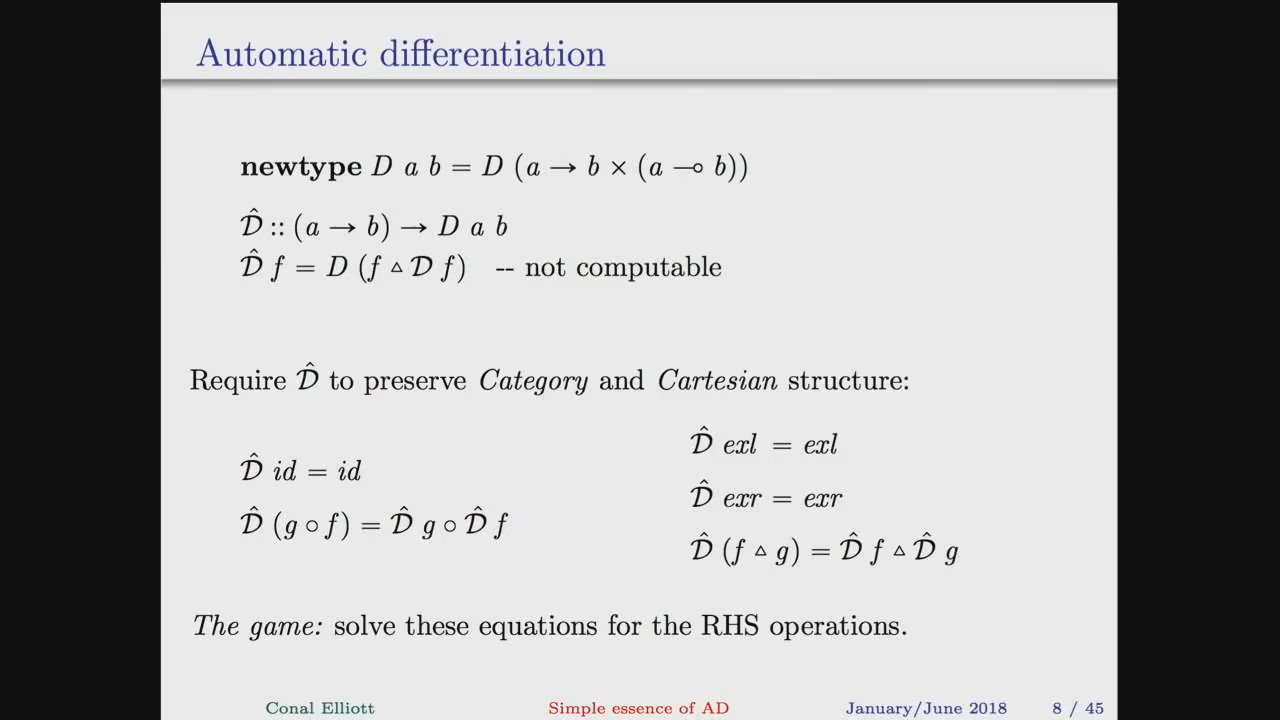 Automatic differentiation
newtype D a b = D (a → b × (a ⊸ b))
𝒟̂ :: (a → b) → D a b
𝒟̂ f = D (f ▵ 𝒟 f) -- not computable
Require 𝒟̂ to preserve Category and Cartesian structure:
𝒟̂ id = id
𝒟̂ (g ∘ f) = 𝒟̂ g ∘ 𝒟̂ f
𝒟̂ exl = exl
𝒟̂ exr = exr
𝒟̂ (f ▵ g) = 𝒟̂ f ▵ 𝒟̂ g
The game: solve these equations for the RHS operations.
Conal Elliott Simple essence of AD January/June 2018 8 / 45